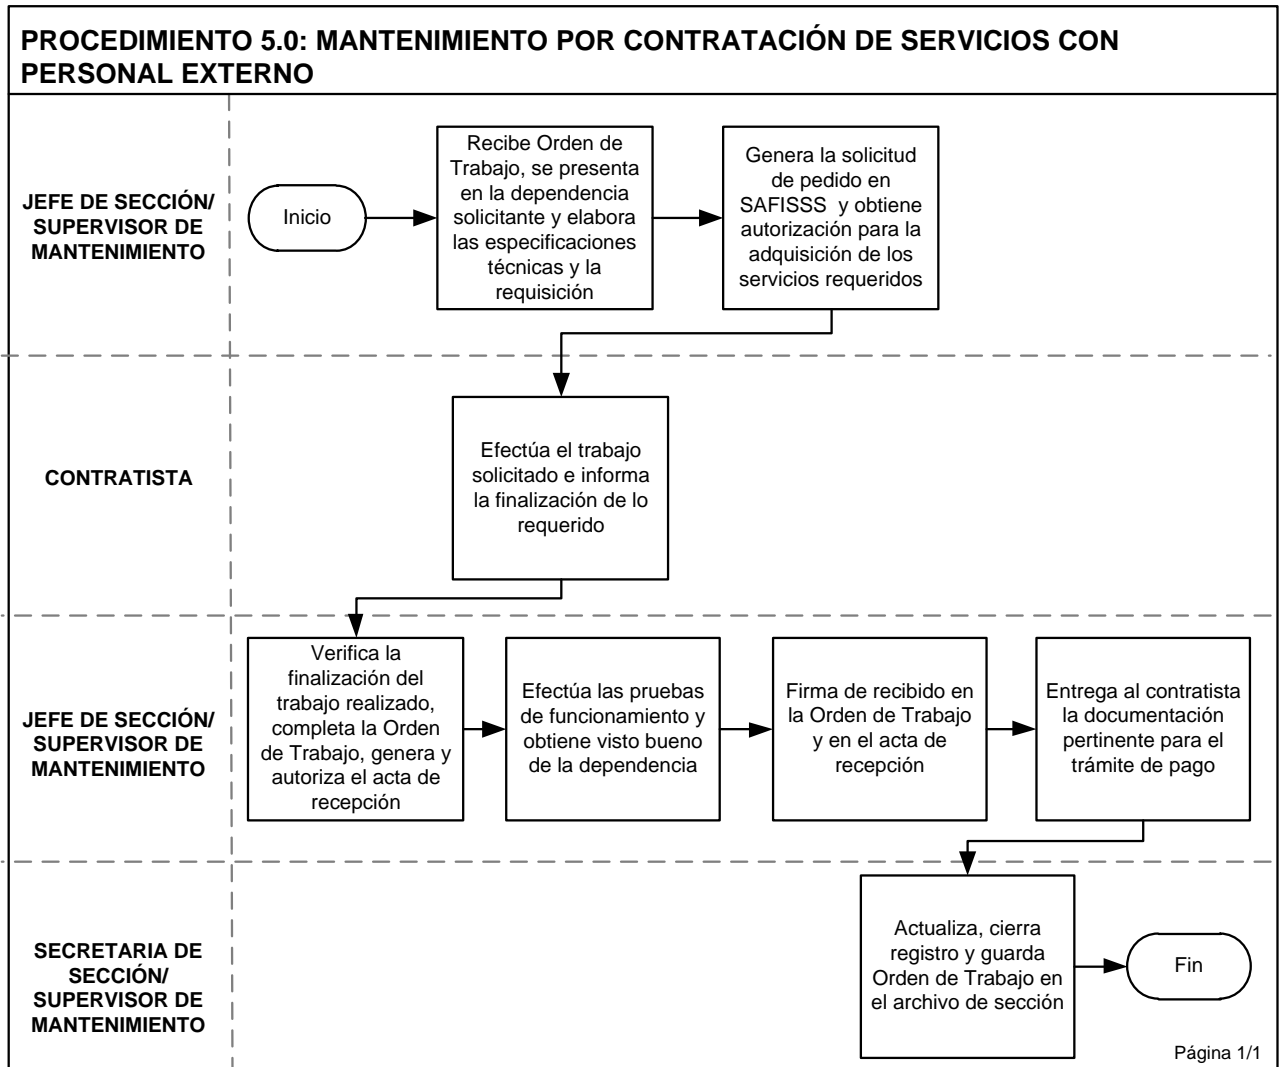 PROCEDIMIENTO 5.0: MANTENIMIENTO POR CONTRATACIÓN DE SERVICIOS CON
PERSONAL EXTERNO
JEFE DE SECCIÓN/
SUPERVISOR DE
MANTENIMIENTO
Inicio
Recibe Orden de
Trabajo, se presenta
en la dependencia
solicitante y elabora
las especificaciones
técnicas y la
requisición
Genera la solicitud
de pedido en
SAFISSS y obtiene
autorización para la
adquisición de los
servicios requeridos
CONTRATISTA
Efectúa el trabajo
solicitado e informa
la finalización de lo
requerido
JEFE DE SECCIÓN/
SUPERVISOR DE
MANTENIMIENTO
Verifica la
finalización del
trabajo realizado,
completa la Orden
de Trabajo, genera y
autoriza el acta de
recepción
Efectúa las pruebas
de funcionamiento y
obtiene visto bueno
de la dependencia
Firma de recibido en
la Orden de Trabajo
y en el acta de
recepción
Entrega al contratista
la documentación
pertinente para el
trámite de pago
SECRETARIA DE
SECCIÓN/
SUPERVISOR DE
MANTENIMIENTO
Actualiza, cierra
registro y guarda
Orden de Trabajo en
el archivo de sección
Fin
Página 1/1